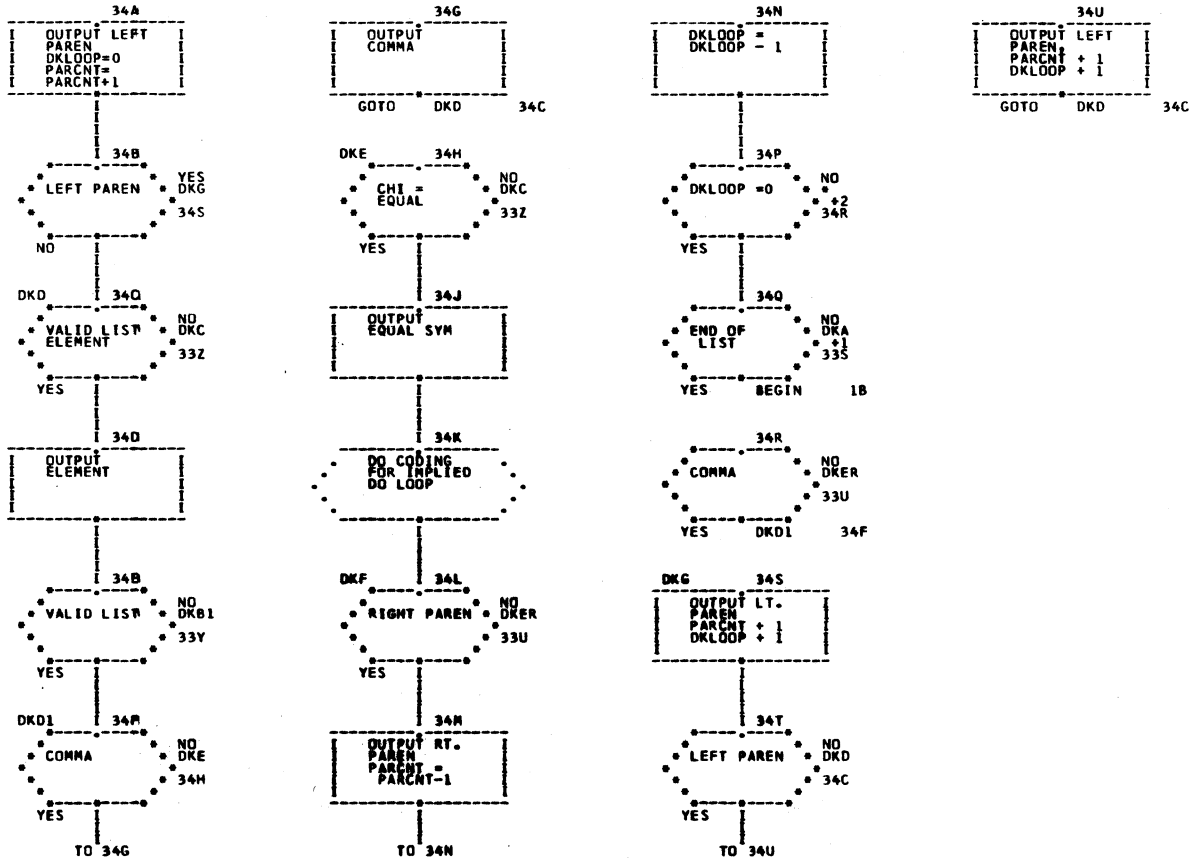 34A
OUTPUT LEFT
PAREN
DKLOOP=0
PARCNT=
PARCNT+1
34B
LEFT PAREN
YES
DKG
34S
NO
DKD
34C
VALID LIST
ELEMENT
NO
DKC
33Z
YES
34D
OUTPUT
ELEMENT
VALID LIST
NO
DKB1
33Y
YES
DKD1
COMMA
NO
DKE
34H
YES
TO 34G
34G
OUTPUT
COMMA
GOTO DKD 34C
DKE
34H
CHI =
EQUAL
NO
DKC
33Z
YES
34J
OUTPUT
EQUAL SYM
34K
DO CODING
FOR IMPLIED
DO LOOP
DKF
34L
RIGHT PAREN
NO
DKER
33U
YES
34M
OUTPUT RT.
PAREN
PARCNT =
PARCNT-1
TO 34N
34N
DKLOOP =
DKLOOP - 1
34P
DKLOOP =0
NO
*
+2
34R
YES
34Q
END OF
LIST
NO
DKA
+1
33S
YES BEGIN 1B
34R
COMMA
NO
DKER
33U
YES DKD1 34F
DKG
34S
OUTPUT LT.
PAREN
PARCNT + 1
DKLOOP + 1
34T
LEFT PAREN
NO
DKD
34C
YES
TO 34U
34U
OUTPUT LEFT
PAREN.
PARCNT + 1
DKLOOP + 1
GOTO DKD 34C